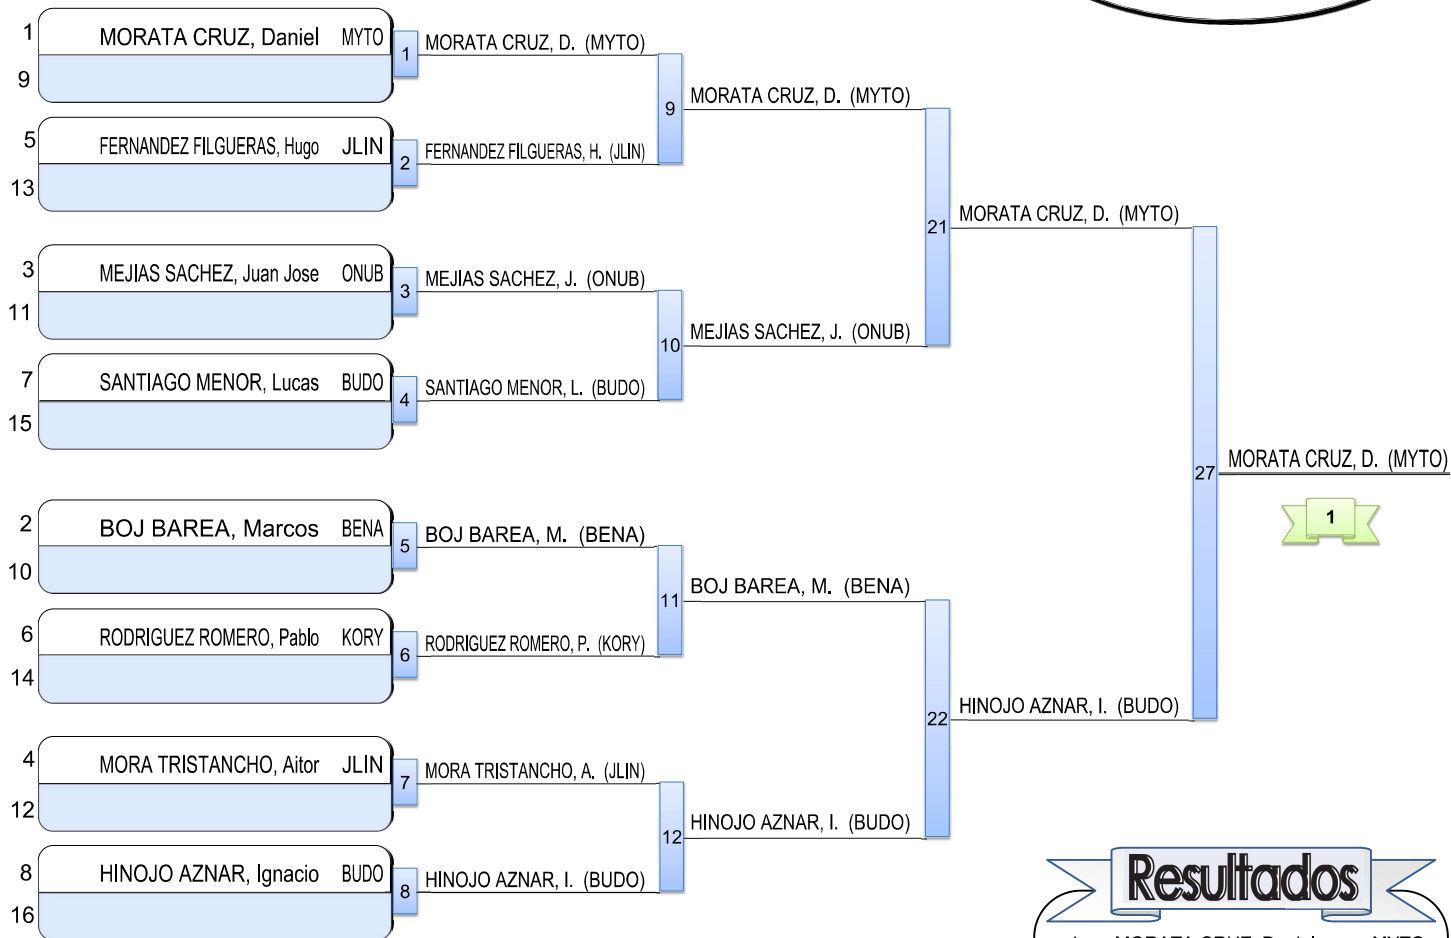 1 MORATA CRUZ, Daniel MYTO
9
1
MORATA CRUZ, D. (MYTO)
5 FERNANDEZ FILGUERAS, Hugo JLIN
13
2
FERNANDEZ FILGUERAS, H. (JLIN)
9
MORATA CRUZ, D. (MYTO)
3 MEJIAS SACHEZ, Juan Jose ONUB
11
3
MEJIAS SACHEZ, J. (ONUB)
7 SANTIAGO MENOR, Lucas BUDO
15
4
SANTIAGO MENOR, L. (BUDO)
10
MEJIAS SACHEZ, J. (ONUB)
21
MORATA CRUZ, D. (MYTO)
2 BOJ BAREA, Marcos BENA
10
5
BOJ BAREA, M. (BENA)
6 RODRIGUEZ ROMERO, Pablo KORY
14
6
RODRIGUEZ ROMERO, P. (KORY)
11
BOJ BAREA, M. (BENA)
4 MORA TRISTANCHO, Aitor JLIN
12
7
MORA TRISTANCHO, A. (JLIN)
8 HINOJO AZNAR, Ignacio BUDO
16
8
HINOJO AZNAR, I. (BUDO)
12
HINOJO AZNAR, I. (BUDO)
22
HINOJO AZNAR, I. (BUDO)
27
MORATA CRUZ, D. (MYTO)
1
Resultados
1 MORATA CRUZ, Daniel MYTO